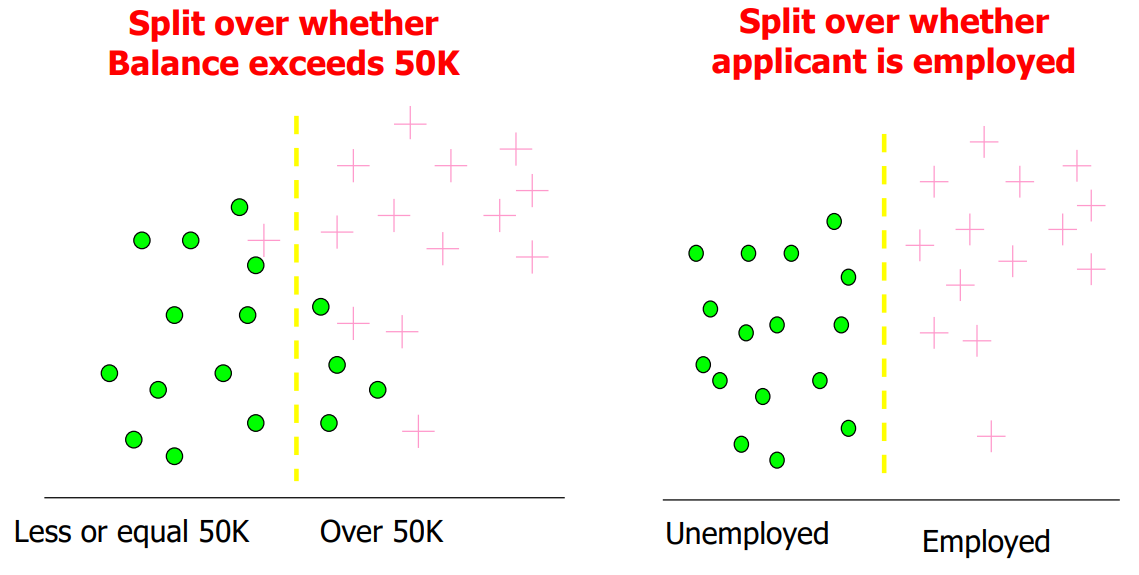 Split over whether
Balance exceeds 50K
Split over whether
applicant is employed
Less or equal 50K
Over 50K
Unemployed
Employed